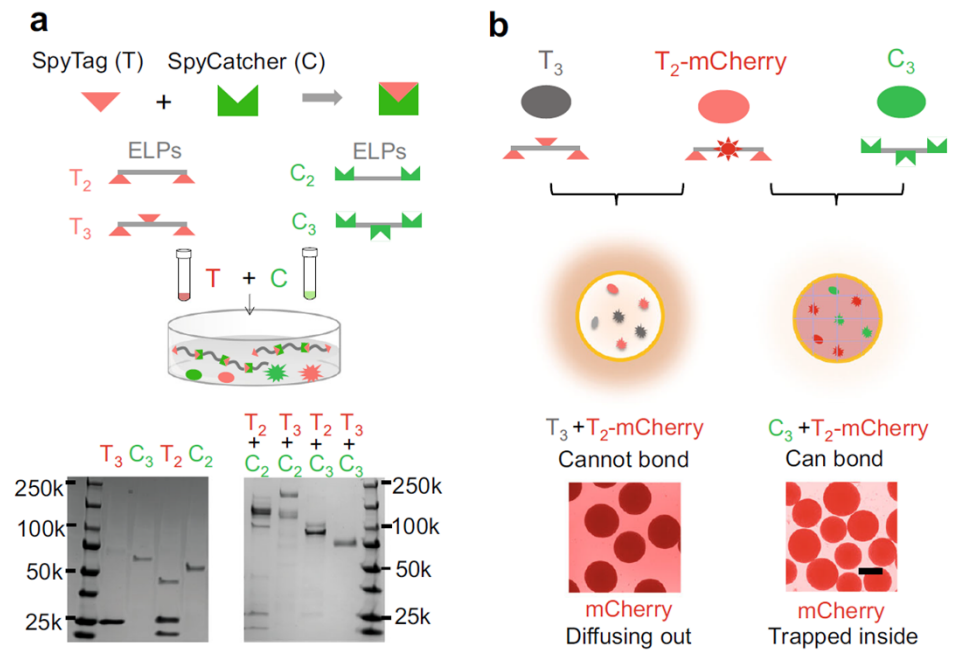 a
SpyTag (T) SpyCatcher (C)
+
ELPs ELPs
T2 C2
T3 C3
T + C
T3 C3 T2 C2
T2 T3 T2 T3
+ + + +
C2 C2 C3 C3
250k 250k
100k 100k
50k 50k
25k 25k
b
T3 T2-mCherry C3
T3+T2-mCherry C3+T2-mCherry
Cannot bond Can bond
mCherry mCherry
Diffusing out Trapped inside